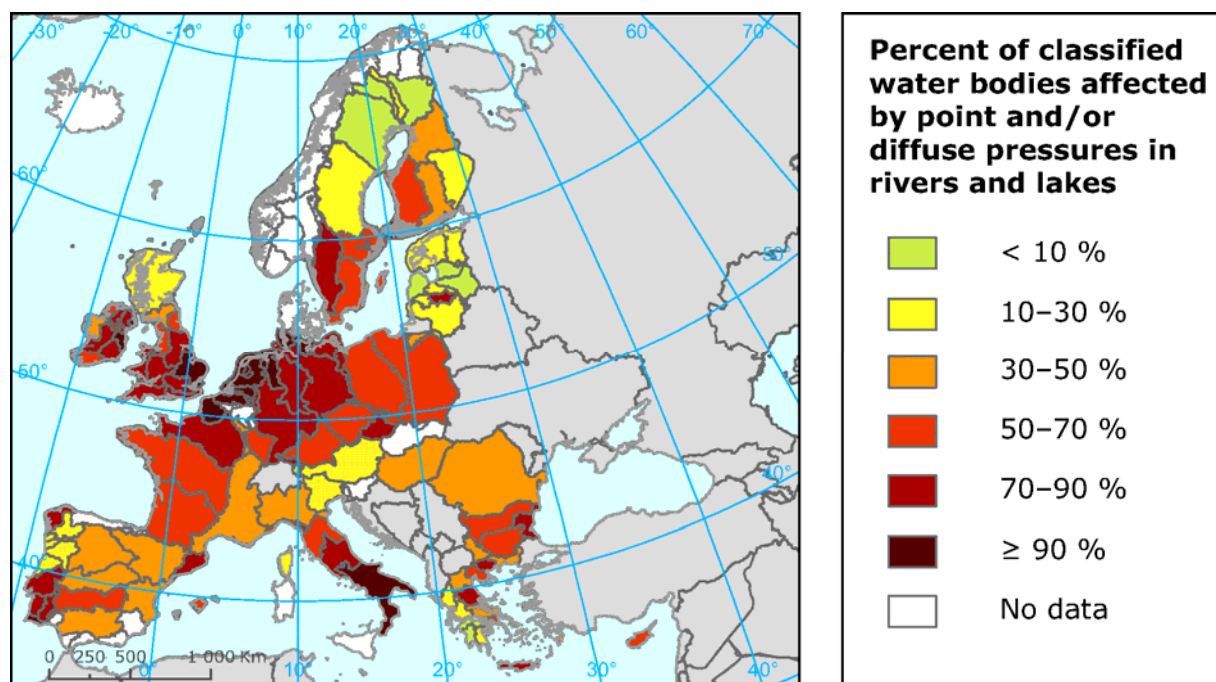 -30° -20° -10° 0° 10° 20° 30° 40° 50° 60° 70°
60°
50°
50°
40°
40°
0 250 500 1 000 Km
0° 10° 20° 30° 40°
Percent of classified
water bodies affected
by point and/or
diffuse pressures in
rivers and lakes
< 10 %
10–30 %
30–50 %
50–70 %
70–90 %
≥ 90 %
No data